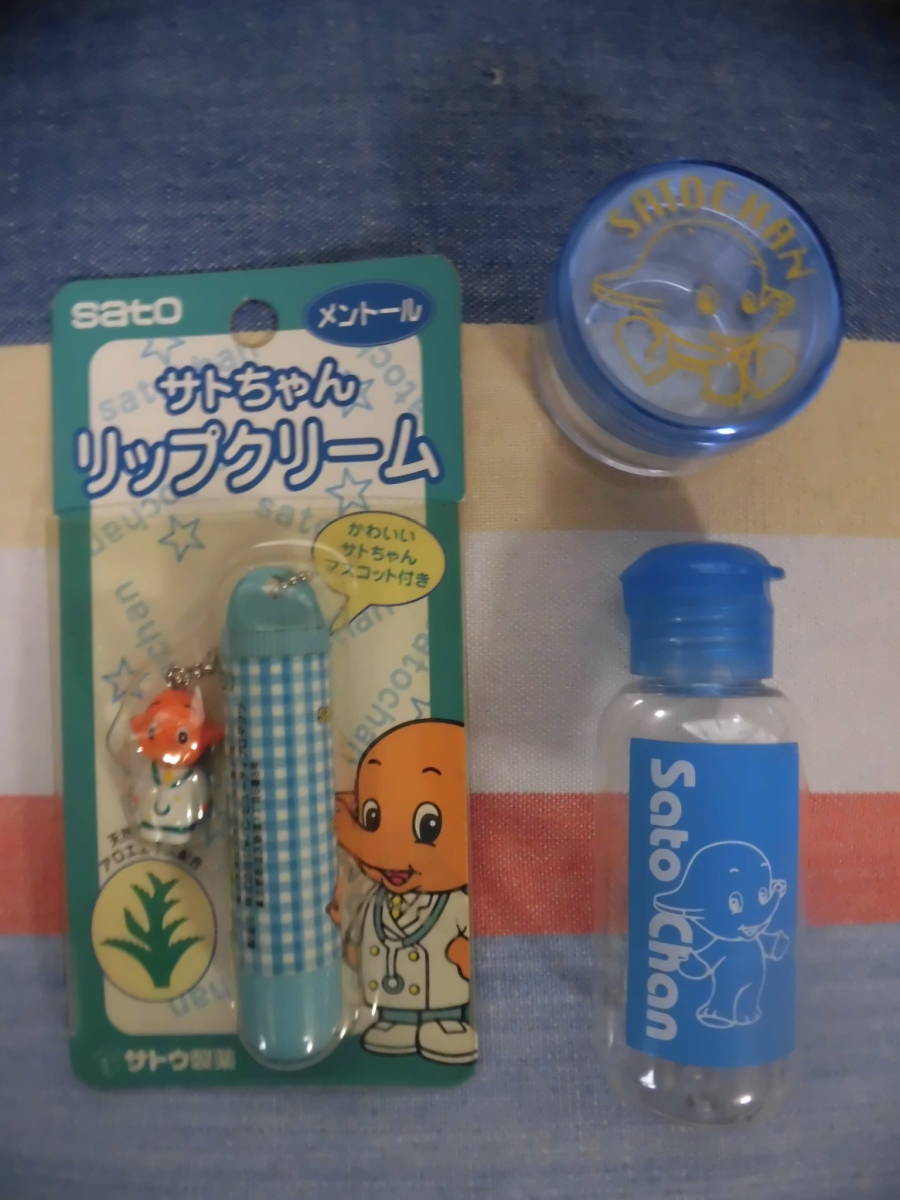 sato
メントール
サトちゃん
リップクリーム
かわいい
サトちゃん
マスコット付き
satochan
satochan
サトウ製薬
SATOCHAN
Sato Chan